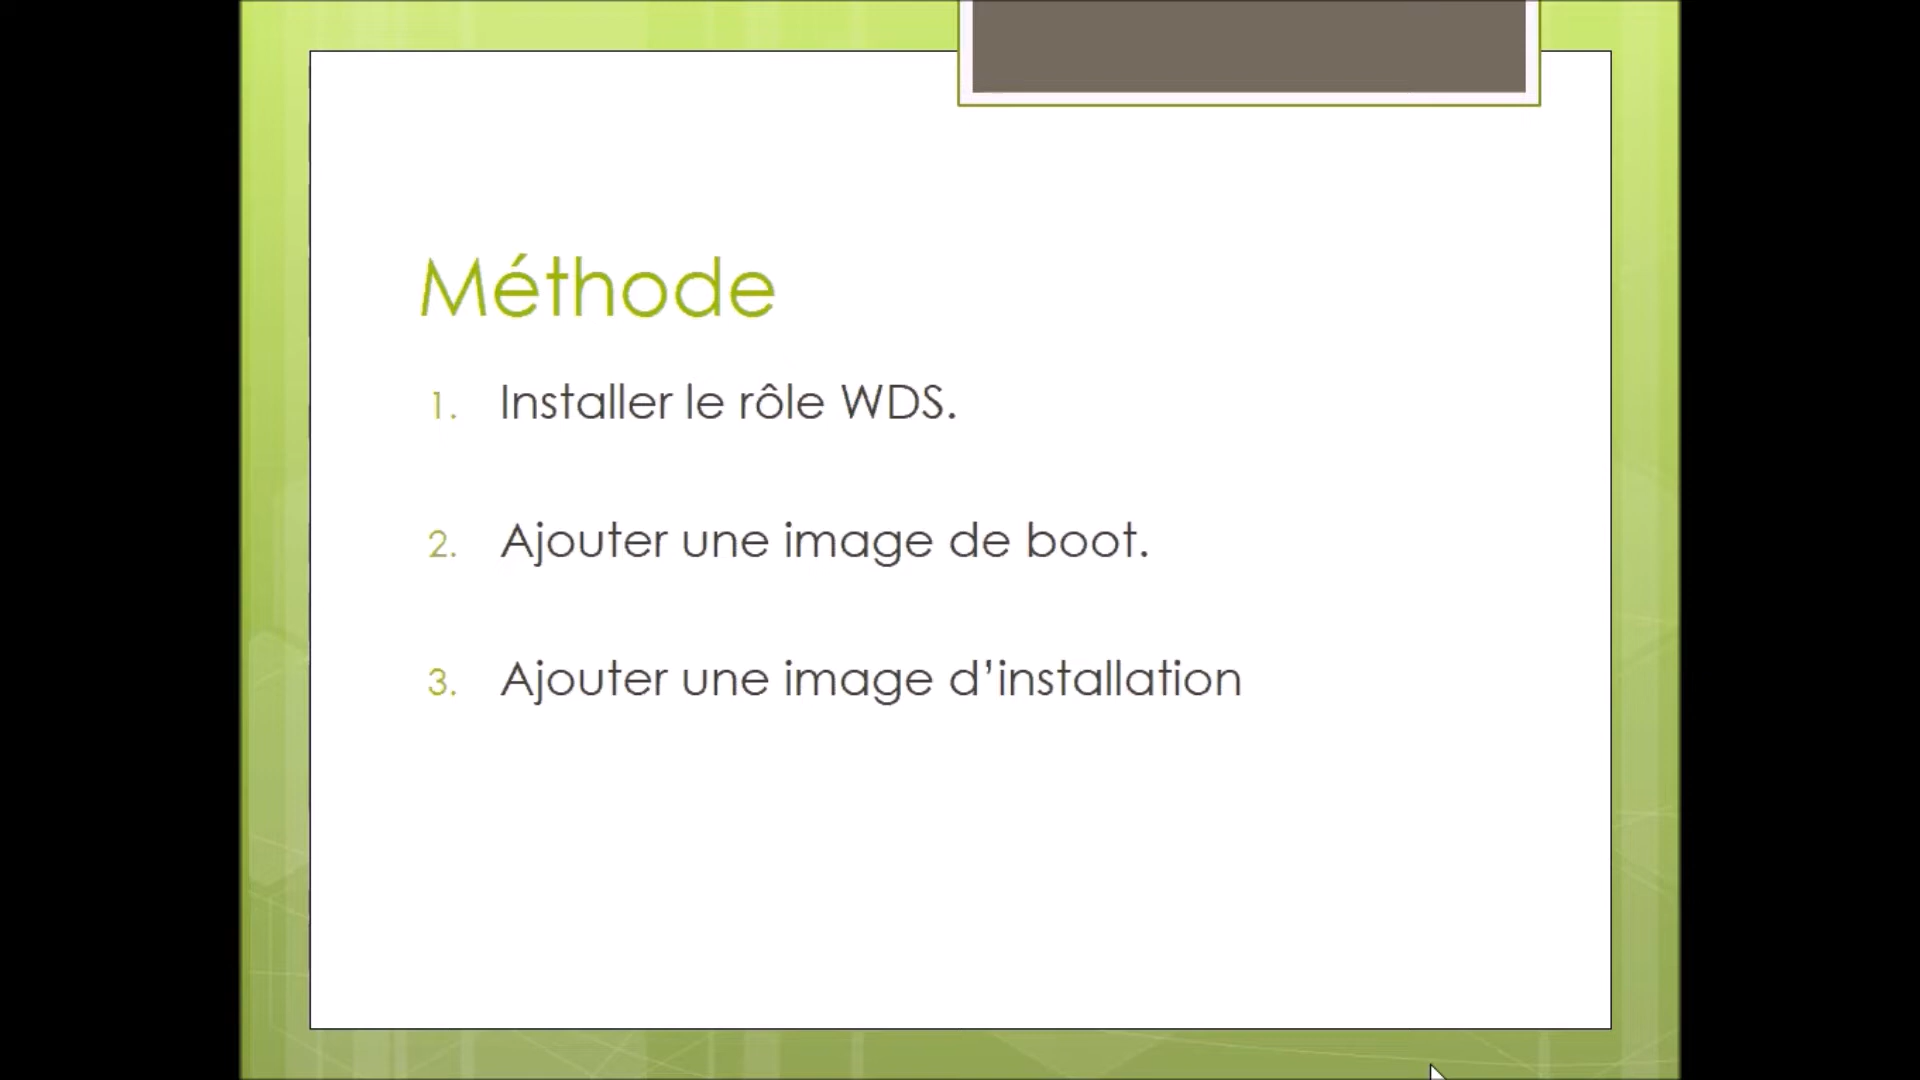 Méthode
1. Installer le rôle WDS.
2. Ajouter une image de boot.
3. Ajouter une image d’installation